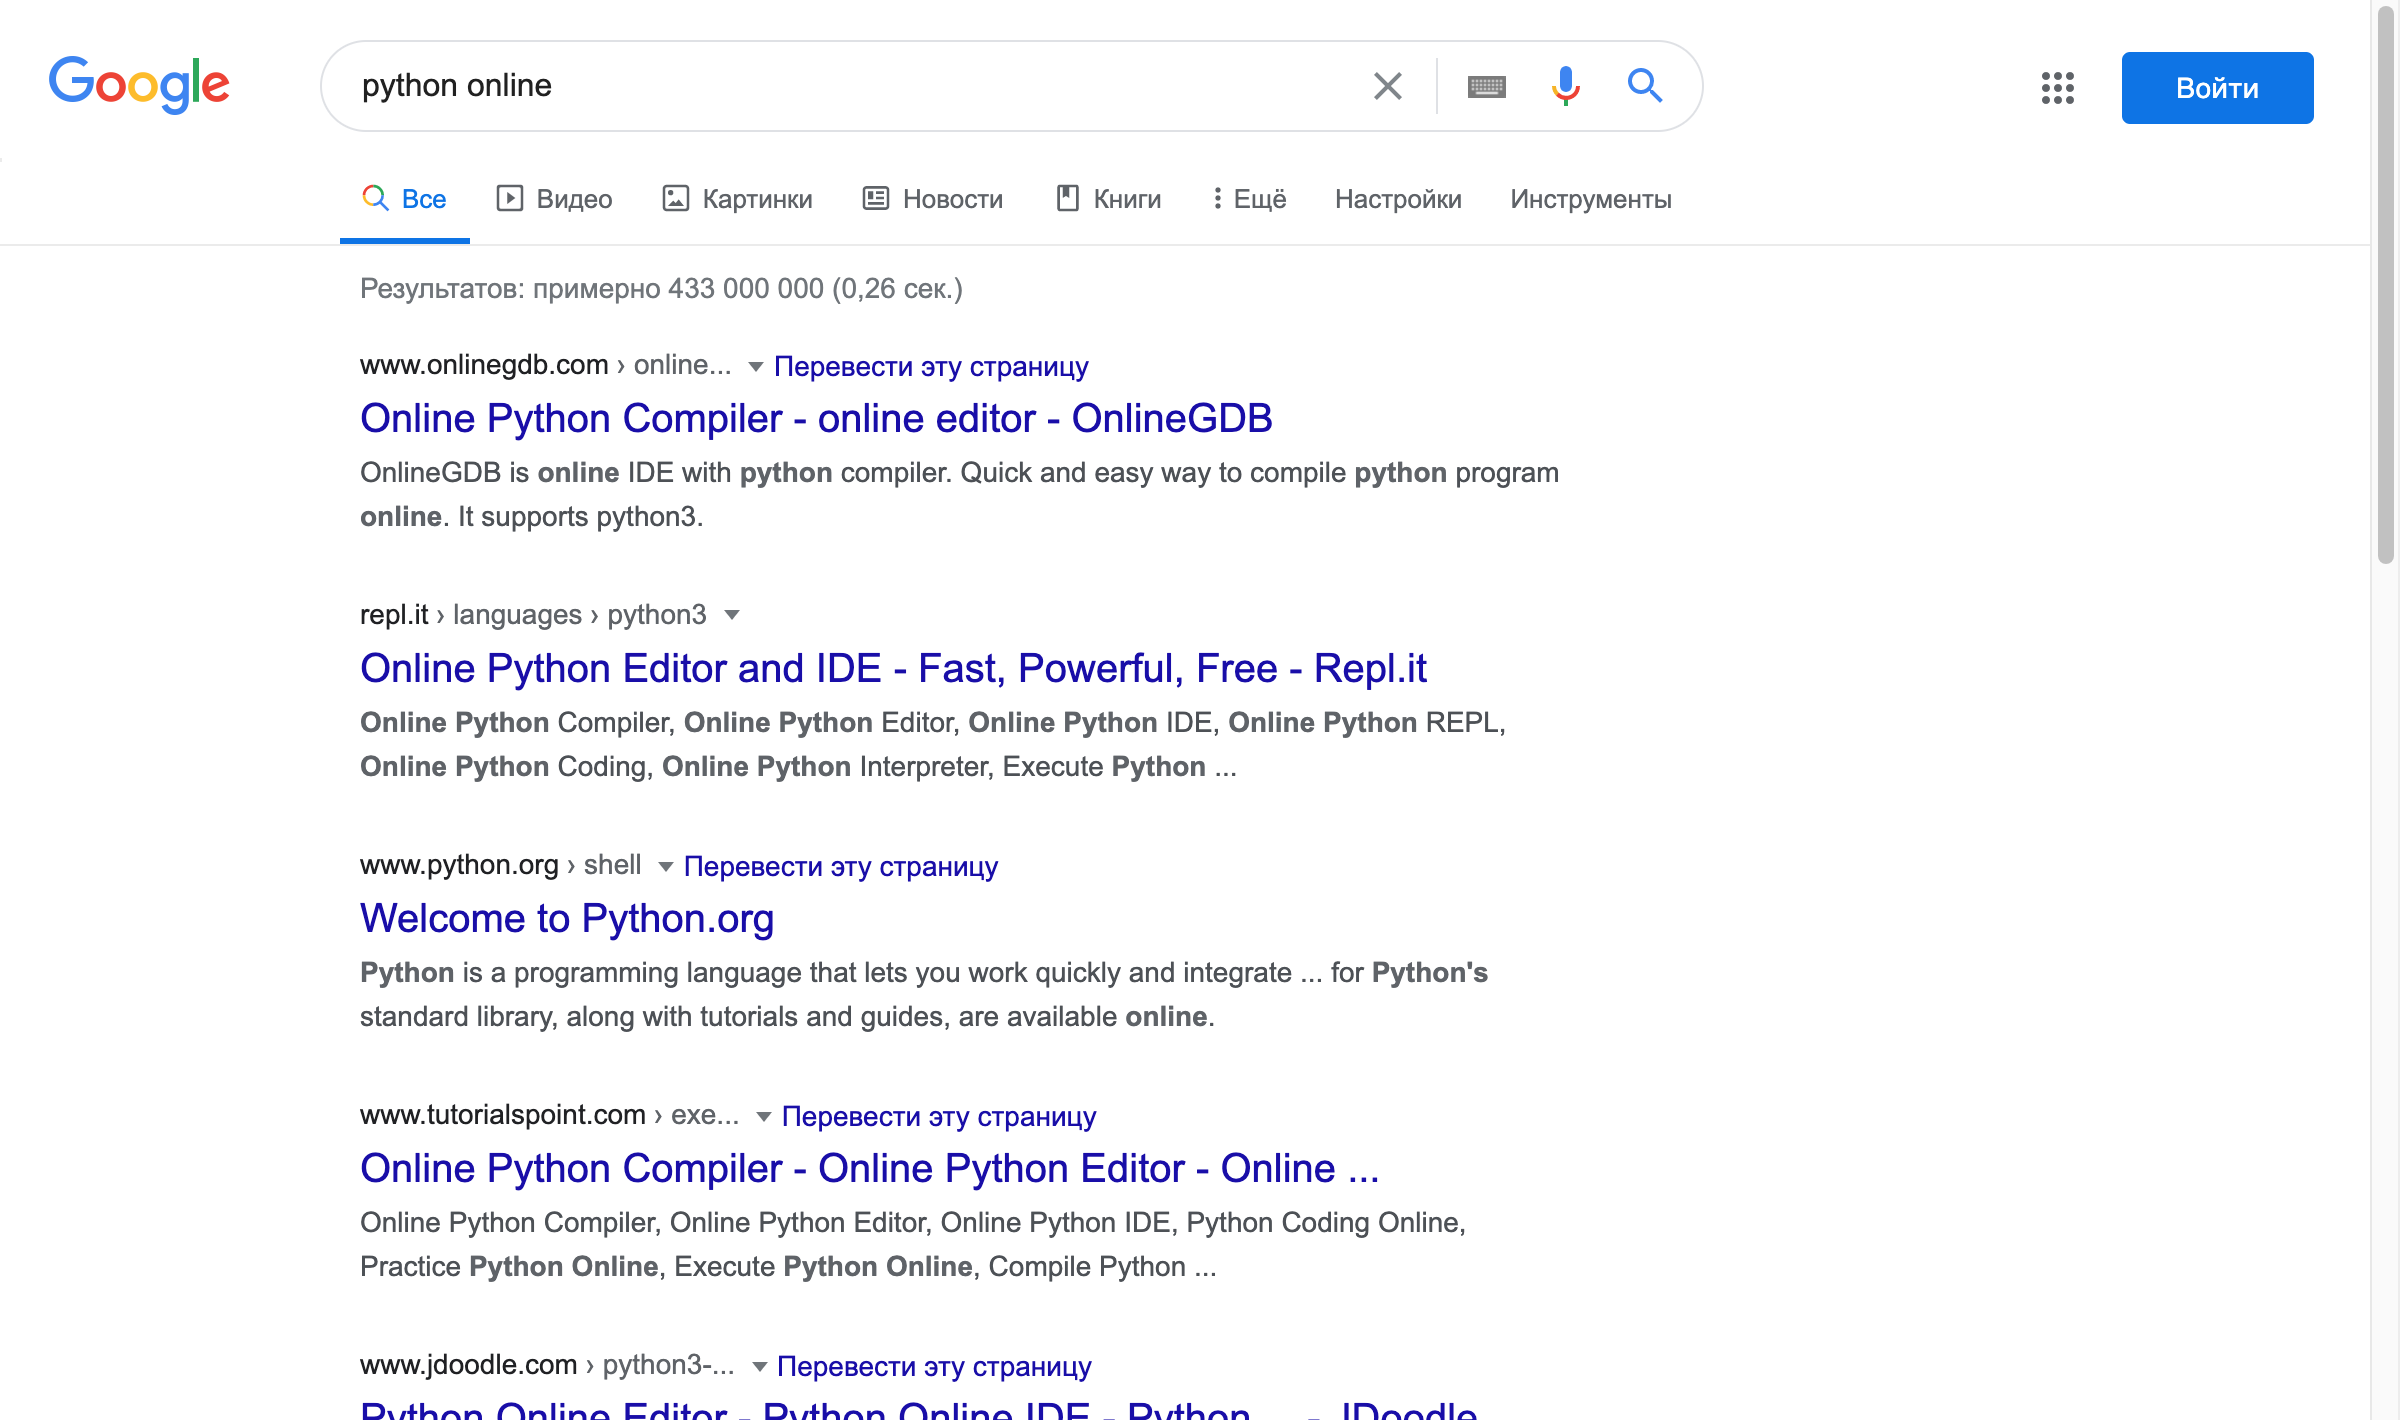 Google
python online
Войти
Все Видео Картинки Новости Книги Ещё Настройки Инструменты
Результатов: примерно 433 000 000 (0,26 сек.)
www.onlinegdb.com › online... Перевести эту страницу
Online Python Compiler - online editor - OnlineGDB
OnlineGDB is online IDE with python compiler. Quick and easy way to compile python program
online. It supports python3.
repl.it › languages › python3
Online Python Editor and IDE - Fast, Powerful, Free - Repl.it
Online Python Compiler, Online Python Editor, Online Python IDE, Online Python REPL,
Online Python Coding, Online Python Interpreter, Execute Python ...
www.python.org › shell Перевести эту страницу
Welcome to Python.org
Python is a programming language that lets you work quickly and integrate ... for Python's
standard library, along with tutorials and guides, are available online.
www.tutorialspoint.com › exe... Перевести эту страницу
Online Python Compiler - Online Python Editor - Online ...
Online Python Compiler, Online Python Editor, Online Python IDE, Python Coding Online,
Practice Python Online, Execute Python Online, Compile Python ...
www.jdoodle.com › python3-... Перевести эту страницу
Python Online Editor - Python Online IDE - Python ... - JDoodle